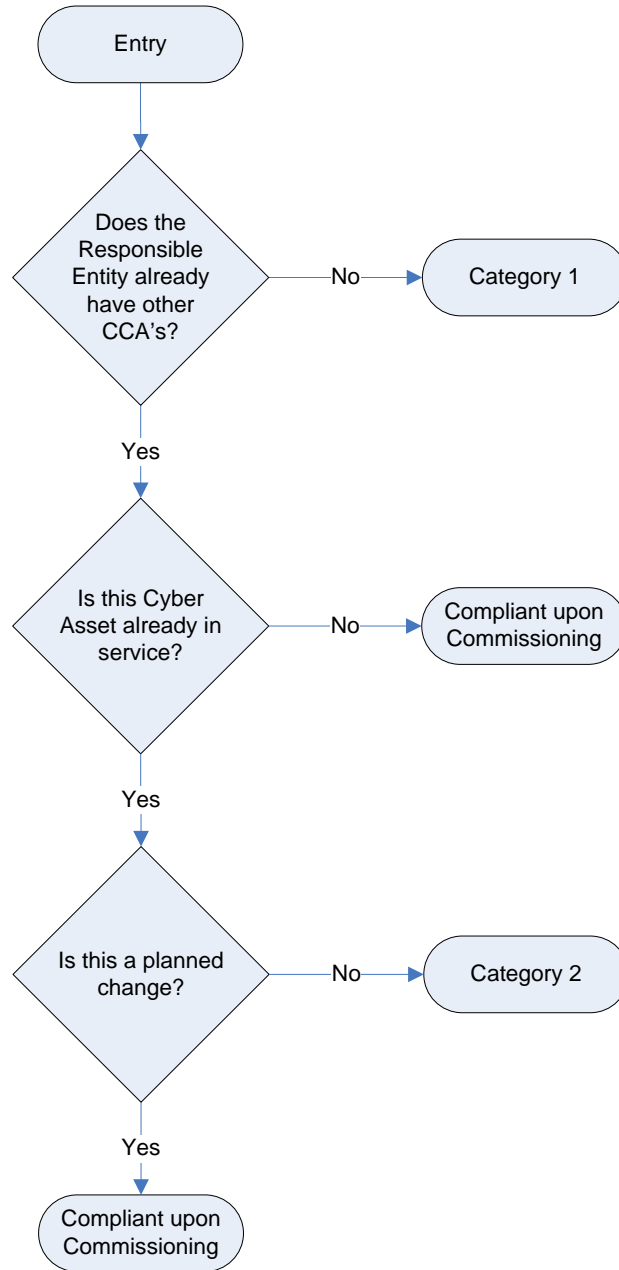 Entry
Does the
Responsible
Entity already
have other
CCA's?
No
Category 1
Yes
Is this Cyber
Asset already in
service?
No
Compliant upon
Commissioning
Yes
Is this a planned
change?
No
Category 2
Yes
Compliant upon
Commissioning